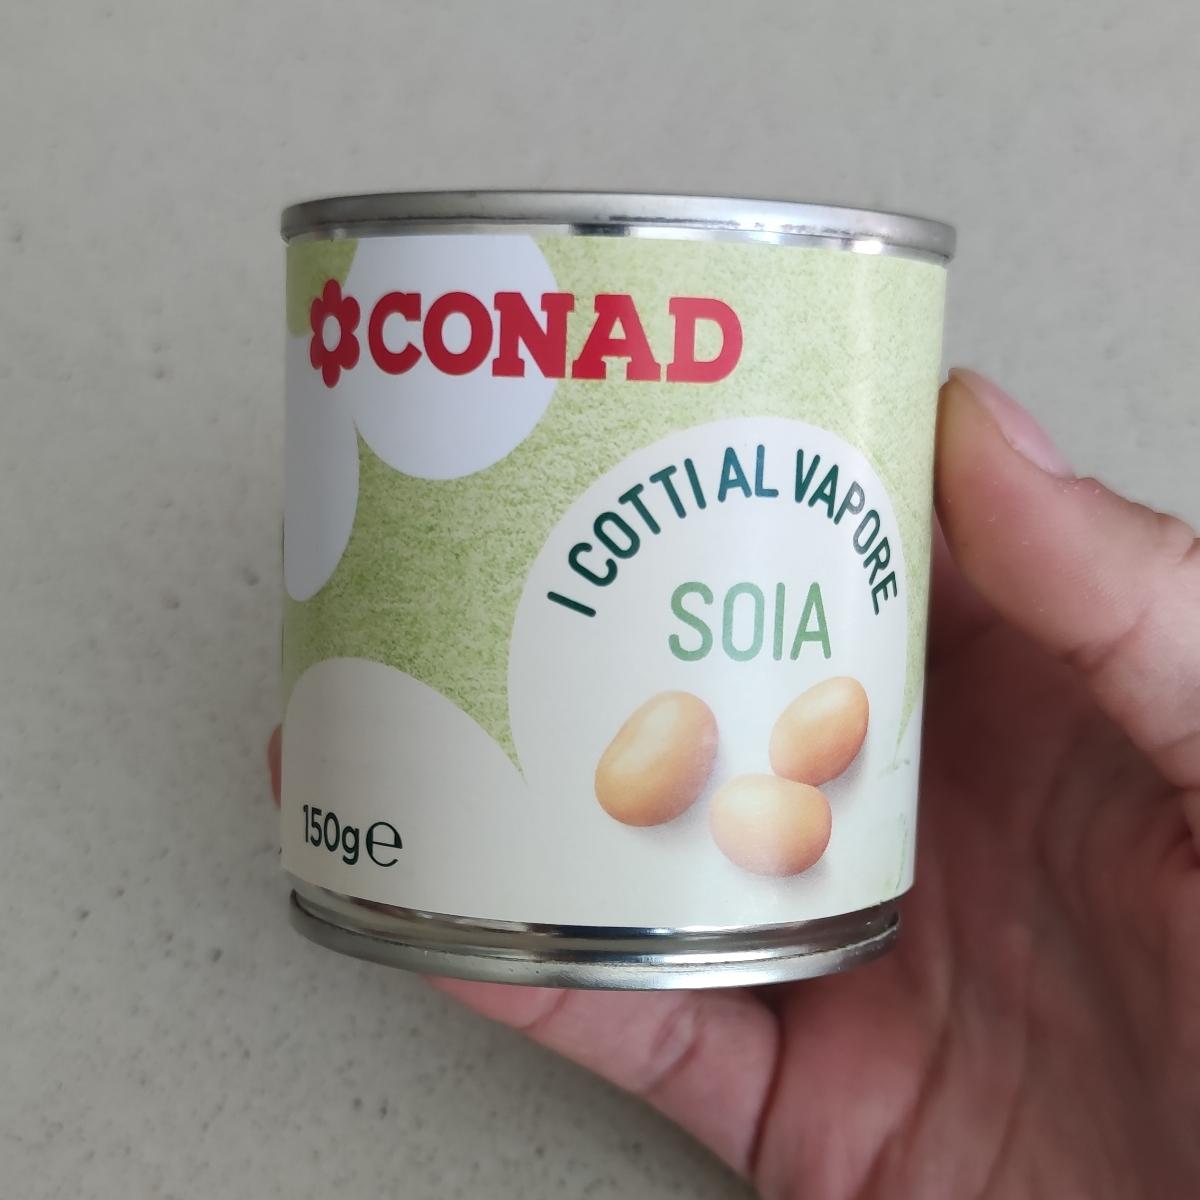 CONAD
I COTTI AL VAPORE
SOIA
150g ℮